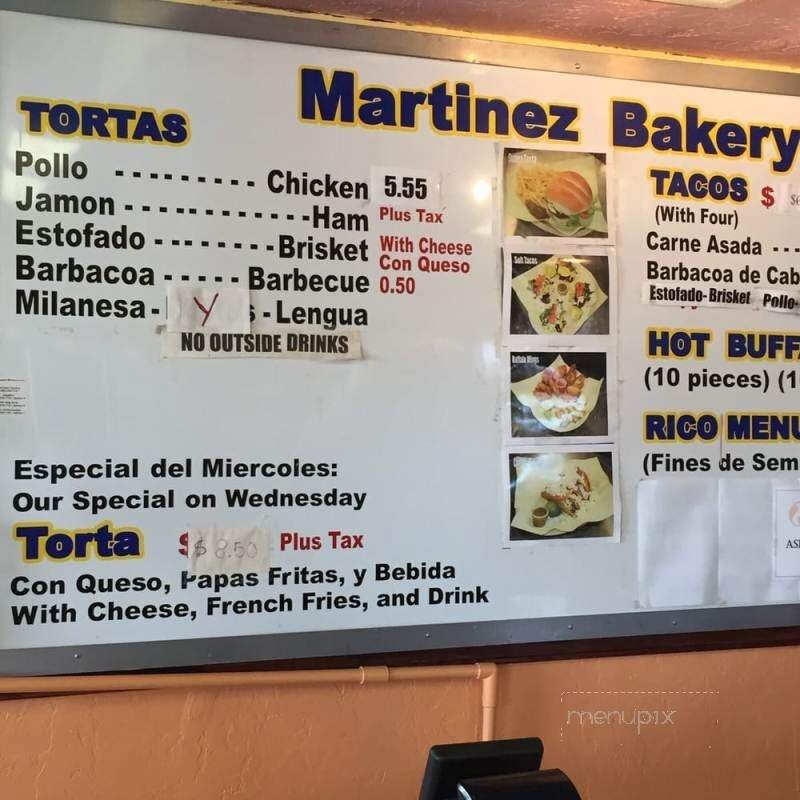 Martinez Bakery
TORTAS
Pollo - - - - - - - - - Chicken 5.55
Jamon - - - - - - - - - - - - Ham Plus Tax
Estofado - - - - - - - - Brisket With Cheese
Con Queso
Barbacoa - - - - - Barbecue 0.50
Milanesa - Y s - Lengua
NO OUTSIDE DRINKS
Especial del Miercoles:
Our Special on Wednesday
Torta $ 8.50 Plus Tax
Con Queso, Papas Fritas, y Bebida
With Cheese, French Fries, and Drink
Torta
Tacos
Buffalo Wings
TACOS $
(With Four)
Carne Asada - - -
Barbacoa de Cab
Estofado- Brisket Pollo-
HOT BUFFA
(10 pieces) (1
RICO MENU
(Fines de Sem
menupix